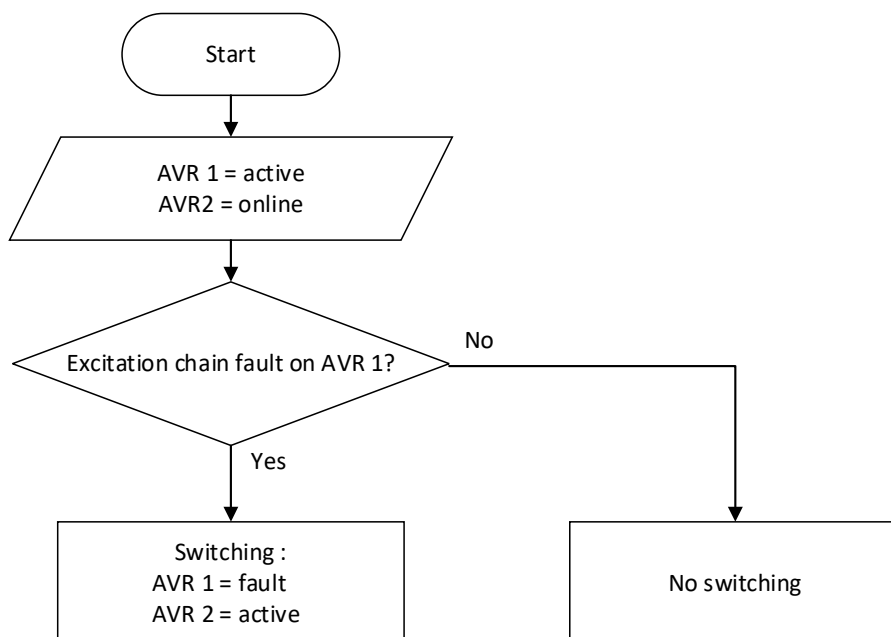 Start
AVR 1 = active
AVR2 = online
Excitation chain fault on AVR 1?
No
Yes
Switching :
AVR 1 = fault
AVR 2 = active
No switching